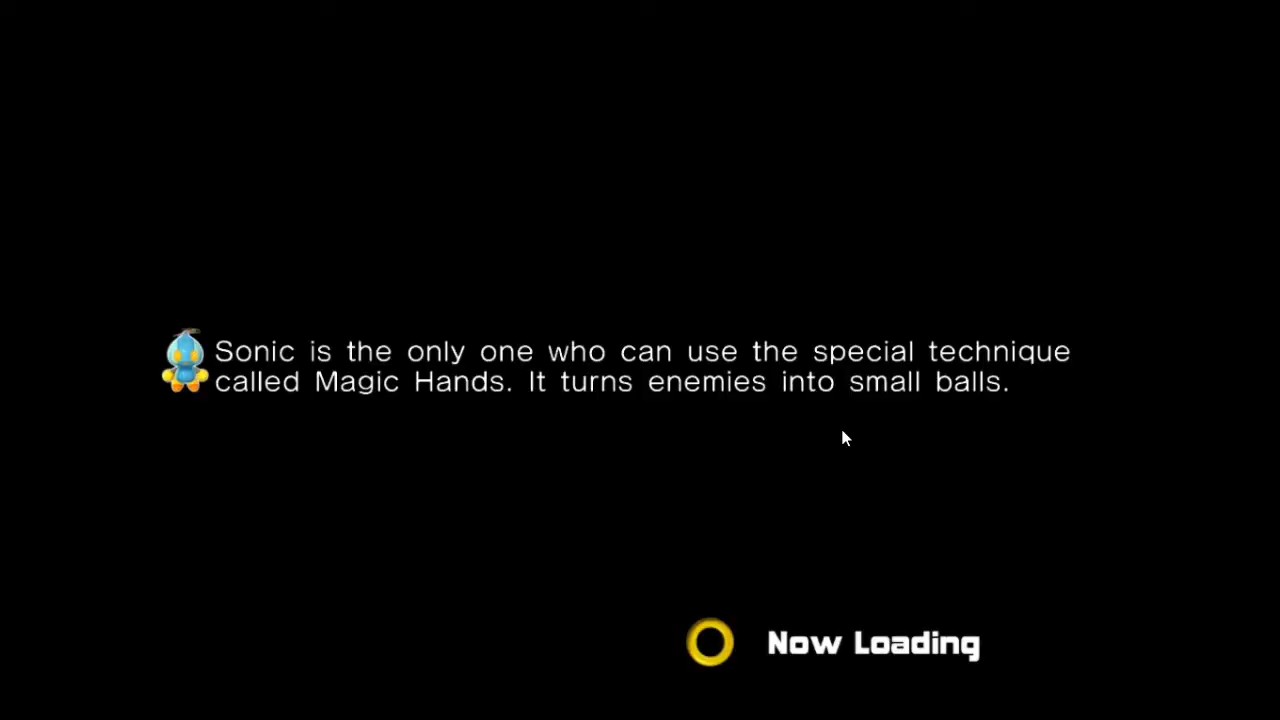 Sonic is the only one who can use the special technique
called Magic Hands. It turns enemies into small balls.
Now Loading